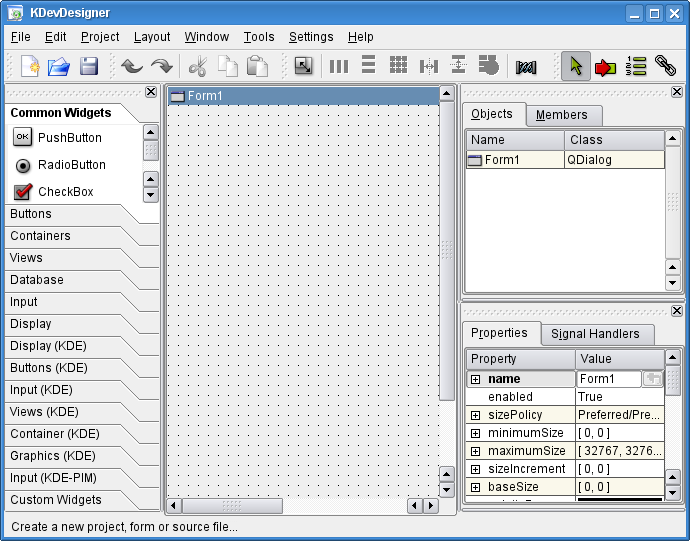 KDevDesigner
File Edit Project Layout Window Tools Settings Help
Common Widgets
OK PushButton
RadioButton
CheckBox
Buttons
Containers
Views
Database
Input
Display
Display (KDE)
Buttons (KDE)
Input (KDE)
Views (KDE)
Container (KDE)
Graphics (KDE)
Input (KDE-PIM)
Custom Widgets
Form1
Objects Members
Name Class
Form1 QDialog
Properties Signal Handlers
Property Value
name Form1
enabled True
sizePolicy Preferred/Pre...
minimumSize [ 0, 0 ]
maximumSize [ 32767, 3276...
sizeIncrement [ 0, 0 ]
baseSize [ 0, 0 ]
Create a new project, form or source file...